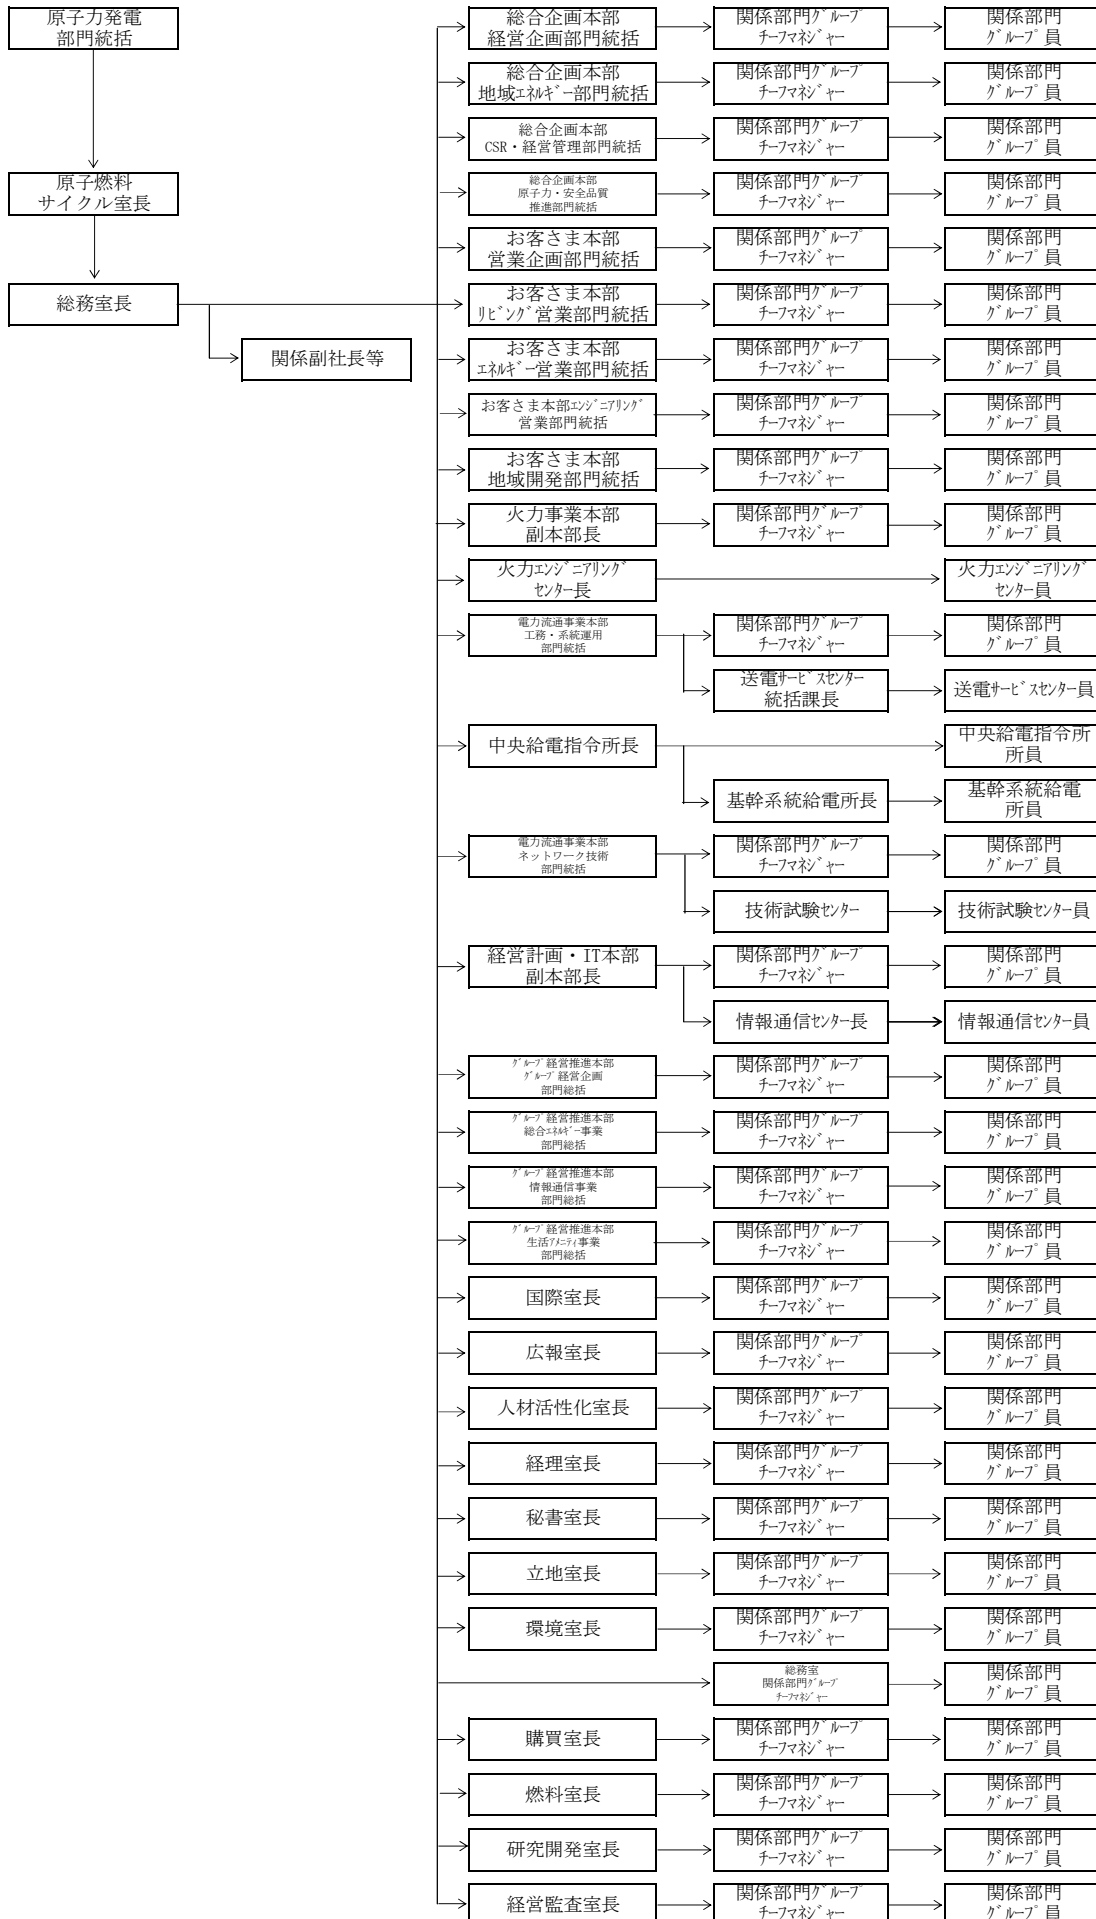 原子力発電
部門統括
原子燃料
サイクル室長
総務室長
関係副社長等
総合企画本部
経営企画部門統括
関係部門グループ
チーフマネジャー
関係部門
グループ員
総合企画本部
地域エネルギー部門統括
関係部門グループ
チーフマネジャー
関係部門
グループ員
総合企画本部
CSR・経営管理部門統括
関係部門グループ
チーフマネジャー
関係部門
グループ員
総合企画本部
原子力・安全品質
推進部門統括
関係部門グループ
チーフマネジャー
関係部門
グループ員
お客さま本部
営業企画部門統括
関係部門グループ
チーフマネジャー
関係部門
グループ員
お客さま本部
リビング営業部門統括
関係部門グループ
チーフマネジャー
関係部門
グループ員
お客さま本部
エネルギー営業部門統括
関係部門グループ
チーフマネジャー
関係部門
グループ員
お客さま本部エンジニアリング
営業部門統括
関係部門グループ
チーフマネジャー
関係部門
グループ員
お客さま本部
地域開発部門統括
関係部門グループ
チーフマネジャー
関係部門
グループ員
火力事業本部
副本部長
関係部門グループ
チーフマネジャー
関係部門
グループ員
火力エンジニアリング
センター長
火力エンジニアリング
センター員
電力流通事業本部
工務・系統運用
部門統括
関係部門グループ
チーフマネジャー
関係部門
グループ員
送電サービスセンター
統括課長
送電サービスセンター員
中央給電指令所長
中央給電指令所
所員
基幹系統給電所長
基幹系統給電
所員
電力流通事業本部
ネットワーク技術
部門統括
関係部門グループ
チーフマネジャー
関係部門
グループ員
技術試験センター
技術試験センター員
経営計画・IT本部
副本部長
関係部門グループ
チーフマネジャー
関係部門
グループ員
情報通信センター長
情報通信センター員
グループ経営推進本部
グループ経営企画
部門総括
関係部門グループ
チーフマネジャー
関係部門
グループ員
グループ経営推進本部
総合エネルギー事業
部門総括
関係部門グループ
チーフマネジャー
関係部門
グループ員
グループ経営推進本部
情報通信事業
部門総括
関係部門グループ
チーフマネジャー
関係部門
グループ員
グループ経営推進本部
生活アメニティ事業
部門総括
関係部門グループ
チーフマネジャー
関係部門
グループ員
国際室長
関係部門グループ
チーフマネジャー
関係部門
グループ員
広報室長
関係部門グループ
チーフマネジャー
関係部門
グループ員
人材活性化室長
関係部門グループ
チーフマネジャー
関係部門
グループ員
経理室長
関係部門グループ
チーフマネジャー
関係部門
グループ員
秘書室長
関係部門グループ
チーフマネジャー
関係部門
グループ員
立地室長
関係部門グループ
チーフマネジャー
関係部門
グループ員
環境室長
関係部門グループ
チーフマネジャー
関係部門
グループ員
総務室
関係部門グループ
チーフマネジャー
関係部門
グループ員
購買室長
関係部門グループ
チーフマネジャー
関係部門
グループ員
燃料室長
関係部門グループ
チーフマネジャー
関係部門
グループ員
研究開発室長
関係部門グループ
チーフマネジャー
関係部門
グループ員
経営監査室長
関係部門グループ
チーフマネジャー
関係部門
グループ員